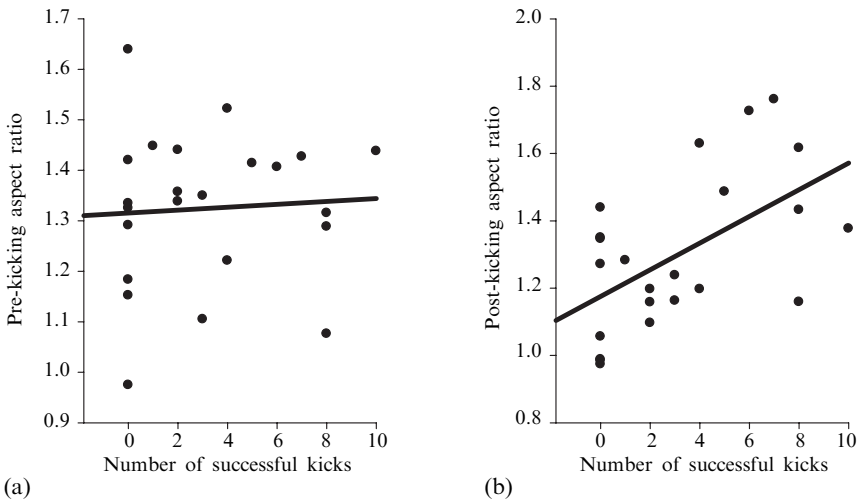 1.7
1.6
1.5
1.4
1.3
1.2
1.1
1.0
0.9
Pre-kicking aspect ratio
0 2 4 6 8 10
Number of successful kicks
(a)
2.0
1.8
1.6
1.4
1.2
1.0
0.8
Post-kicking aspect ratio
0 2 4 6 8 10
Number of successful kicks
(b)